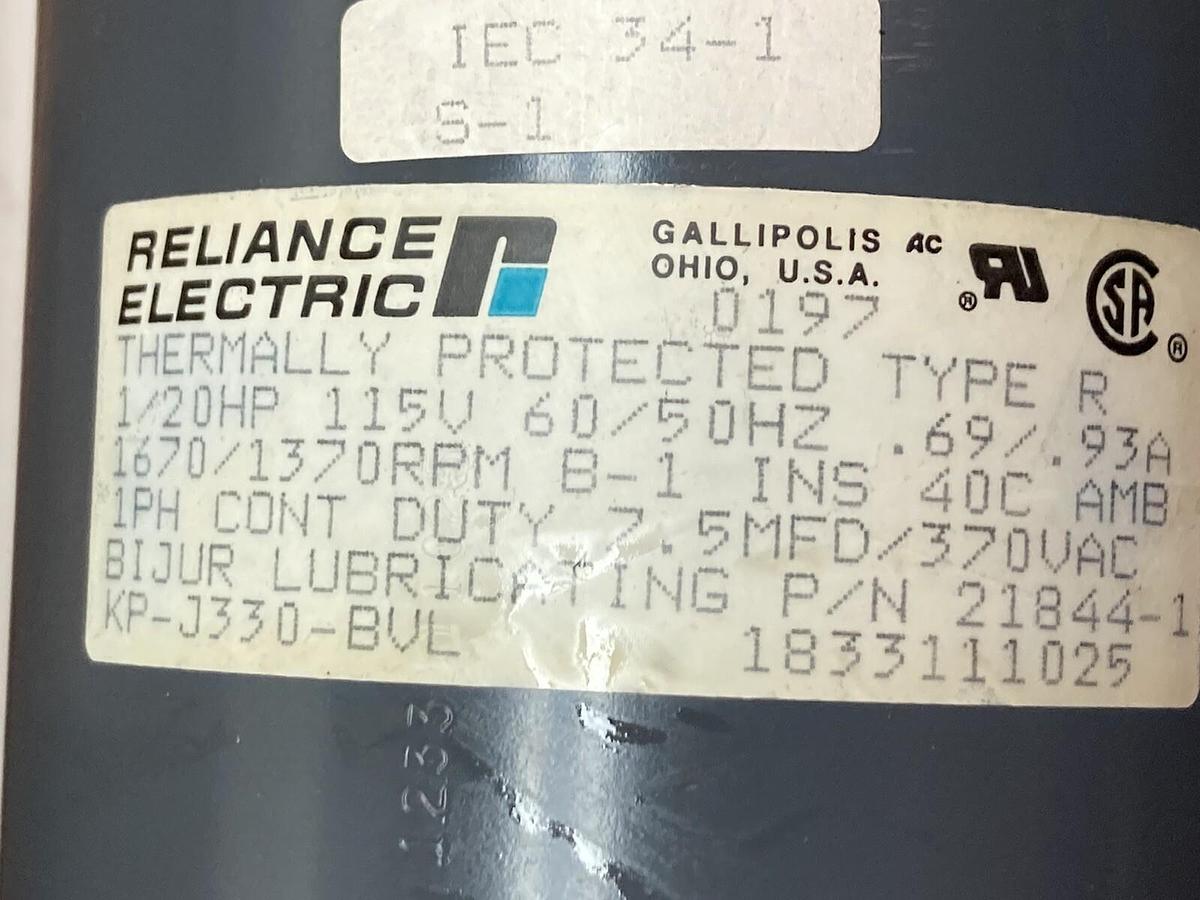 IEC 34-1
S-1
RELIANCE
ELECTRIC
GALLIPOLIS AC
OHIO, U.S.A.
0197
THERMALLY PROTECTED TYPE R
1/20HP 115V 60/50HZ .69/.93A
1670/1370RPM B-1 INS 40C AMB
1PH CONT DUTY 7.5MFD/370VAC
BIJUR LUBRICATING P/N 21844-1
KP-J330-BVL
1833111025
1233